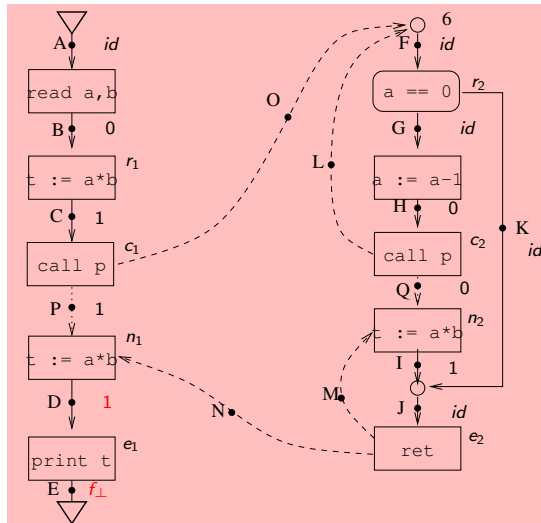 A id
read a,b
B 0
r1
t := a*b
C 1
c1
call p
P 1
n1
t := a*b
D 1
e1
print t
E f⊥
O
L
N
M
6
F id
r2
a == 0
G id
a := a-1
H 0
K
id
c2
call p
Q 0
n2
t := a*b
I 1
J id
e2
ret